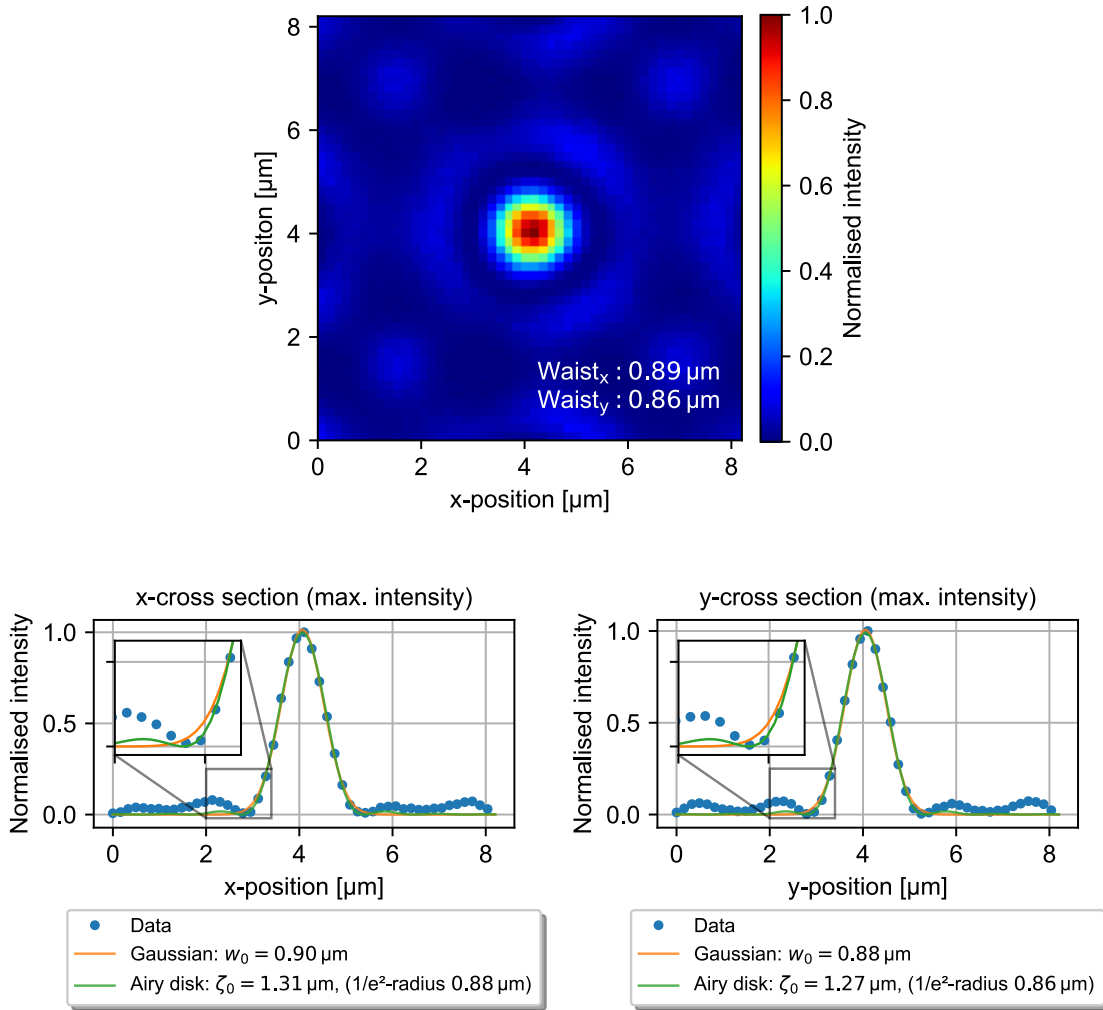 8
6
4
2
0
y-positon [µm]
0
2
4
6
8
x-position [µm]
Waistₓ : 0.89 µm
Waist_y : 0.86 µm
1.0
0.8
0.6
0.4
0.2
0.0
Normalised intensity
x-cross section (max. intensity)
1.0
0.5
0.0
Normalised intensity
0
2
4
6
8
x-position [µm]
Data
Gaussian: w₀ = 0.90 µm
Airy disk: ζ₀ = 1.31 µm, (1/e²-radius 0.88 µm)
y-cross section (max. intensity)
1.0
0.5
0.0
Normalised intensity
0
2
4
6
8
y-position [µm]
Data
Gaussian: w₀ = 0.88 µm
Airy disk: ζ₀ = 1.27 µm, (1/e²-radius 0.86 µm)